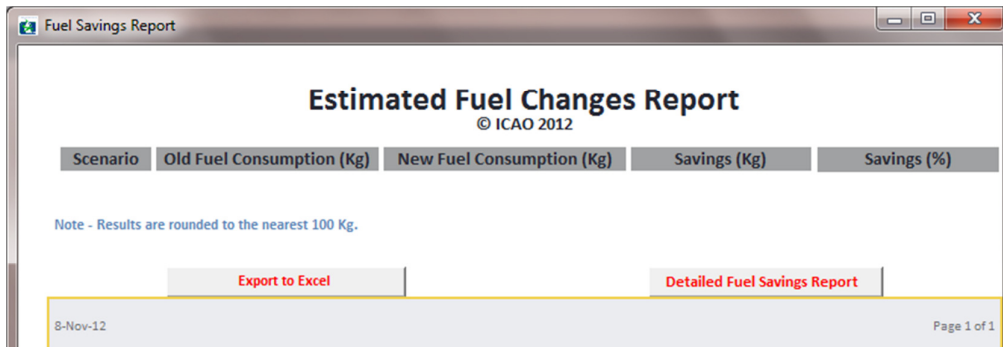 Fuel Savings Report
Estimated Fuel Changes Report
© ICAO 2012
Scenario Old Fuel Consumption (Kg) New Fuel Consumption (Kg) Savings (Kg) Savings (%)
Note - Results are rounded to the nearest 100 Kg.
Export to Excel Detailed Fuel Savings Report
8-Nov-12 Page 1 of 1